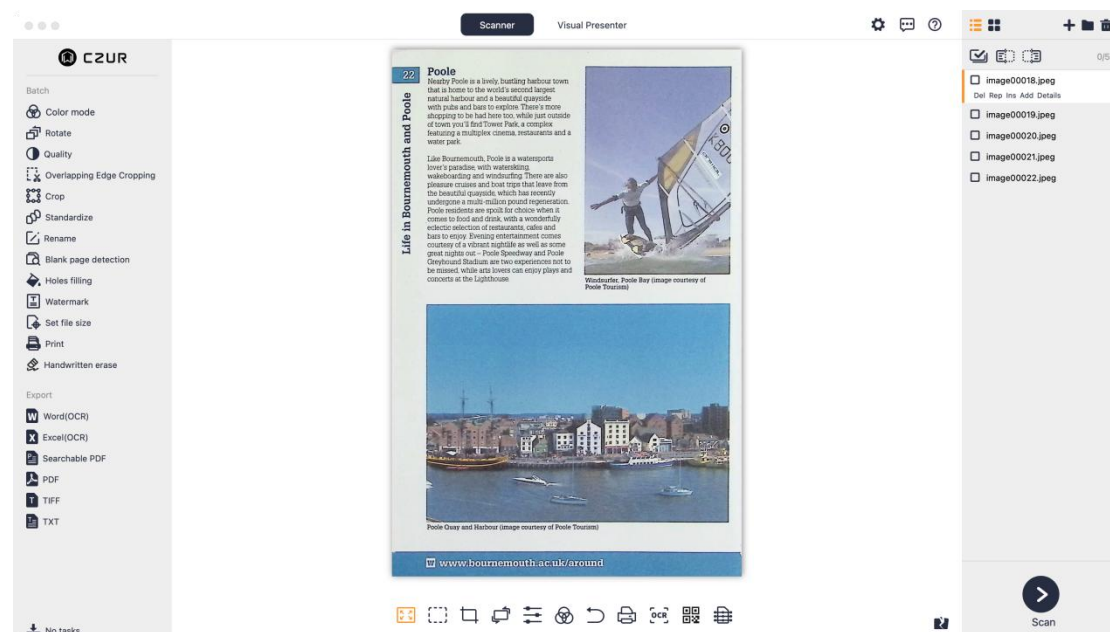 Scanner
Visual Presenter
CZUR
Batch
Color mode
Rotate
Quality
Overlapping Edge Cropping
Crop
Standardize
Rename
Blank page detection
Holes filling
Watermark
Set file size
Print
Handwritten erase
Export
Word(OCR)
Excel(OCR)
Searchable PDF
PDF
TIFF
TXT
No tasks
22
Life in Bournemouth and Poole
Poole
Nearby Poole is a lively, bustling harbour town
that is home to the world's second largest
natural harbour and a beautiful quayside
with pubs and bars to explore. There's more
shopping to be had here too, while just outside
of town you'll find Tower Park, a complex
featuring a multiplex cinema, restaurants and a
water park.
Like Bournemouth, Poole is a watersports
lover's paradise, with waterskiing,
wakeboarding and windsurfing. There are also
pleasure cruises and boat trips that leave from
the beautiful quayside, which has recently
undergone a multi-million pound regeneration.
Poole residents are spoilt for choice when it
comes to food and drink, with a wonderfully
eclectic selection of restaurants, cafes and
bars to enjoy. Evening entertainment comes
courtesy of a vibrant nightlife as well as some
great nights out – Poole Speedway and Poole
Greyhound Stadium are two experiences not to
be missed, while arts lovers can enjoy plays and
concerts at the Lighthouse.
Windsurfer, Poole Bay (image courtesy of
Poole Tourism)
Poole Quay and Harbour (image courtesy of Poole Tourism)
www.bournemouth.ac.uk/around
OCR
0/5
image00018.jpeg
Del Rep Ins Add Details
image00019.jpeg
image00020.jpeg
image00021.jpeg
image00022.jpeg
Scan